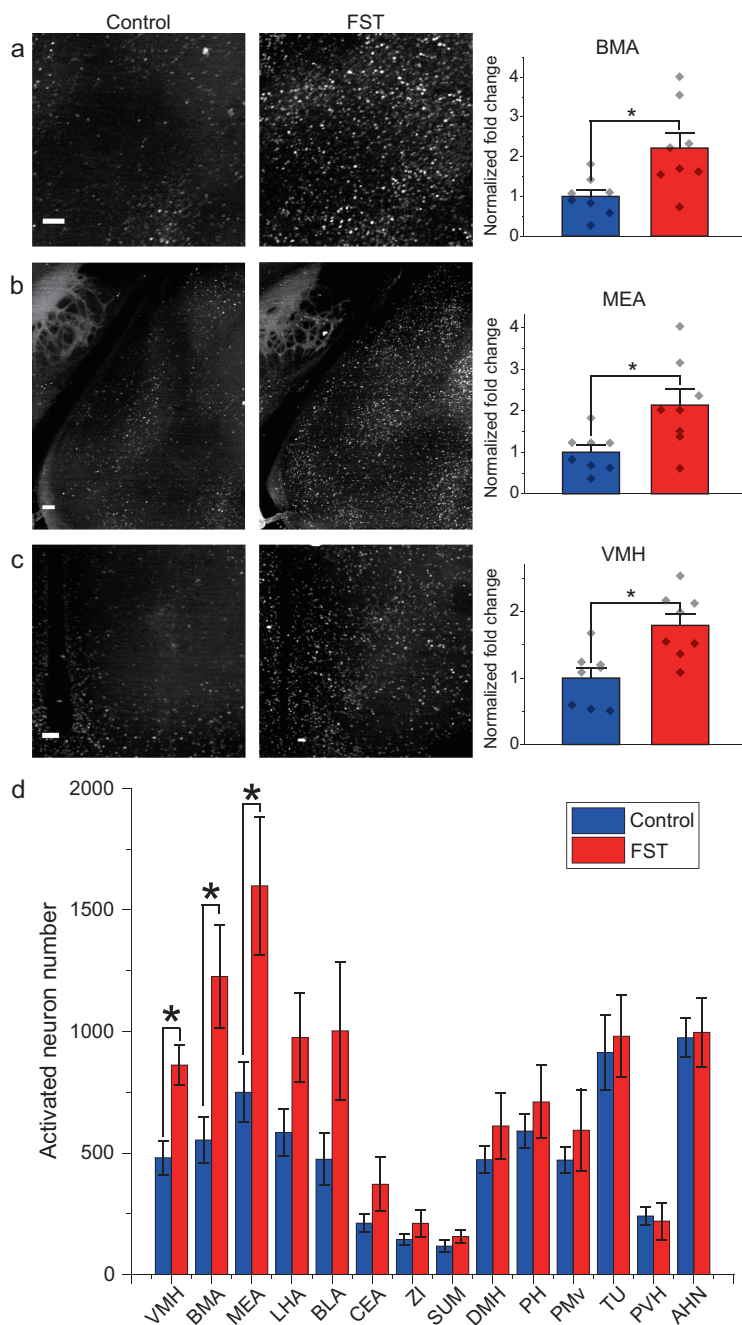 Control FST
a
BMA
Normalized fold change
4
3
2
1
0
*
b
MEA
Normalized fold change
4
3
2
1
0
*
c
VMH
Normalized fold change
2
1
0
*
d
Activated neuron number
2000
1500
1000
500
0
* * *
Control
FST
VMH BMA MEA LHA BLA CEA ZI SUM DMH PH PMv TU PVH AHN